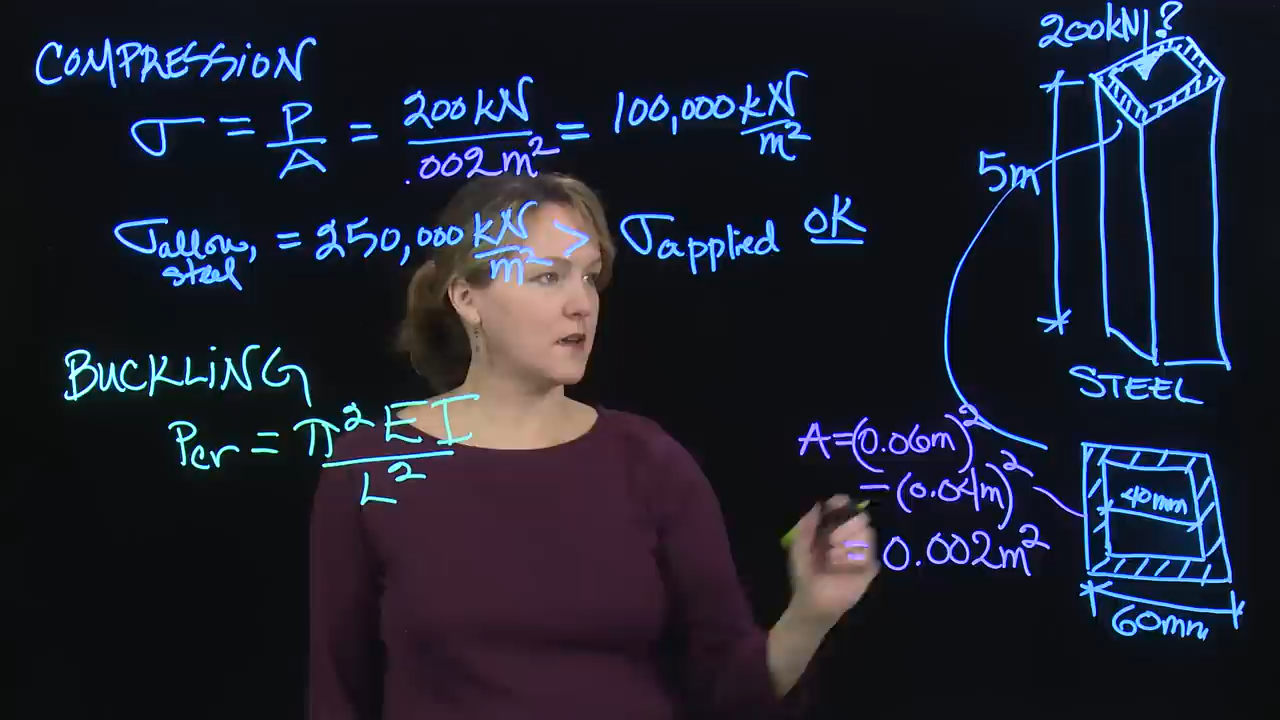 COMPRESSION
σ = P/A = 200kN/.002m² = 100,000 kN/m²
σallow, steel = 250,000 kN/m² > σapplied OK
BUCKLING
Pcr = π²EI/L²
200kN ?
5m
STEEL
A=(0.06m)²
-(0.04m)²
= 0.002m²
40mm
60mm